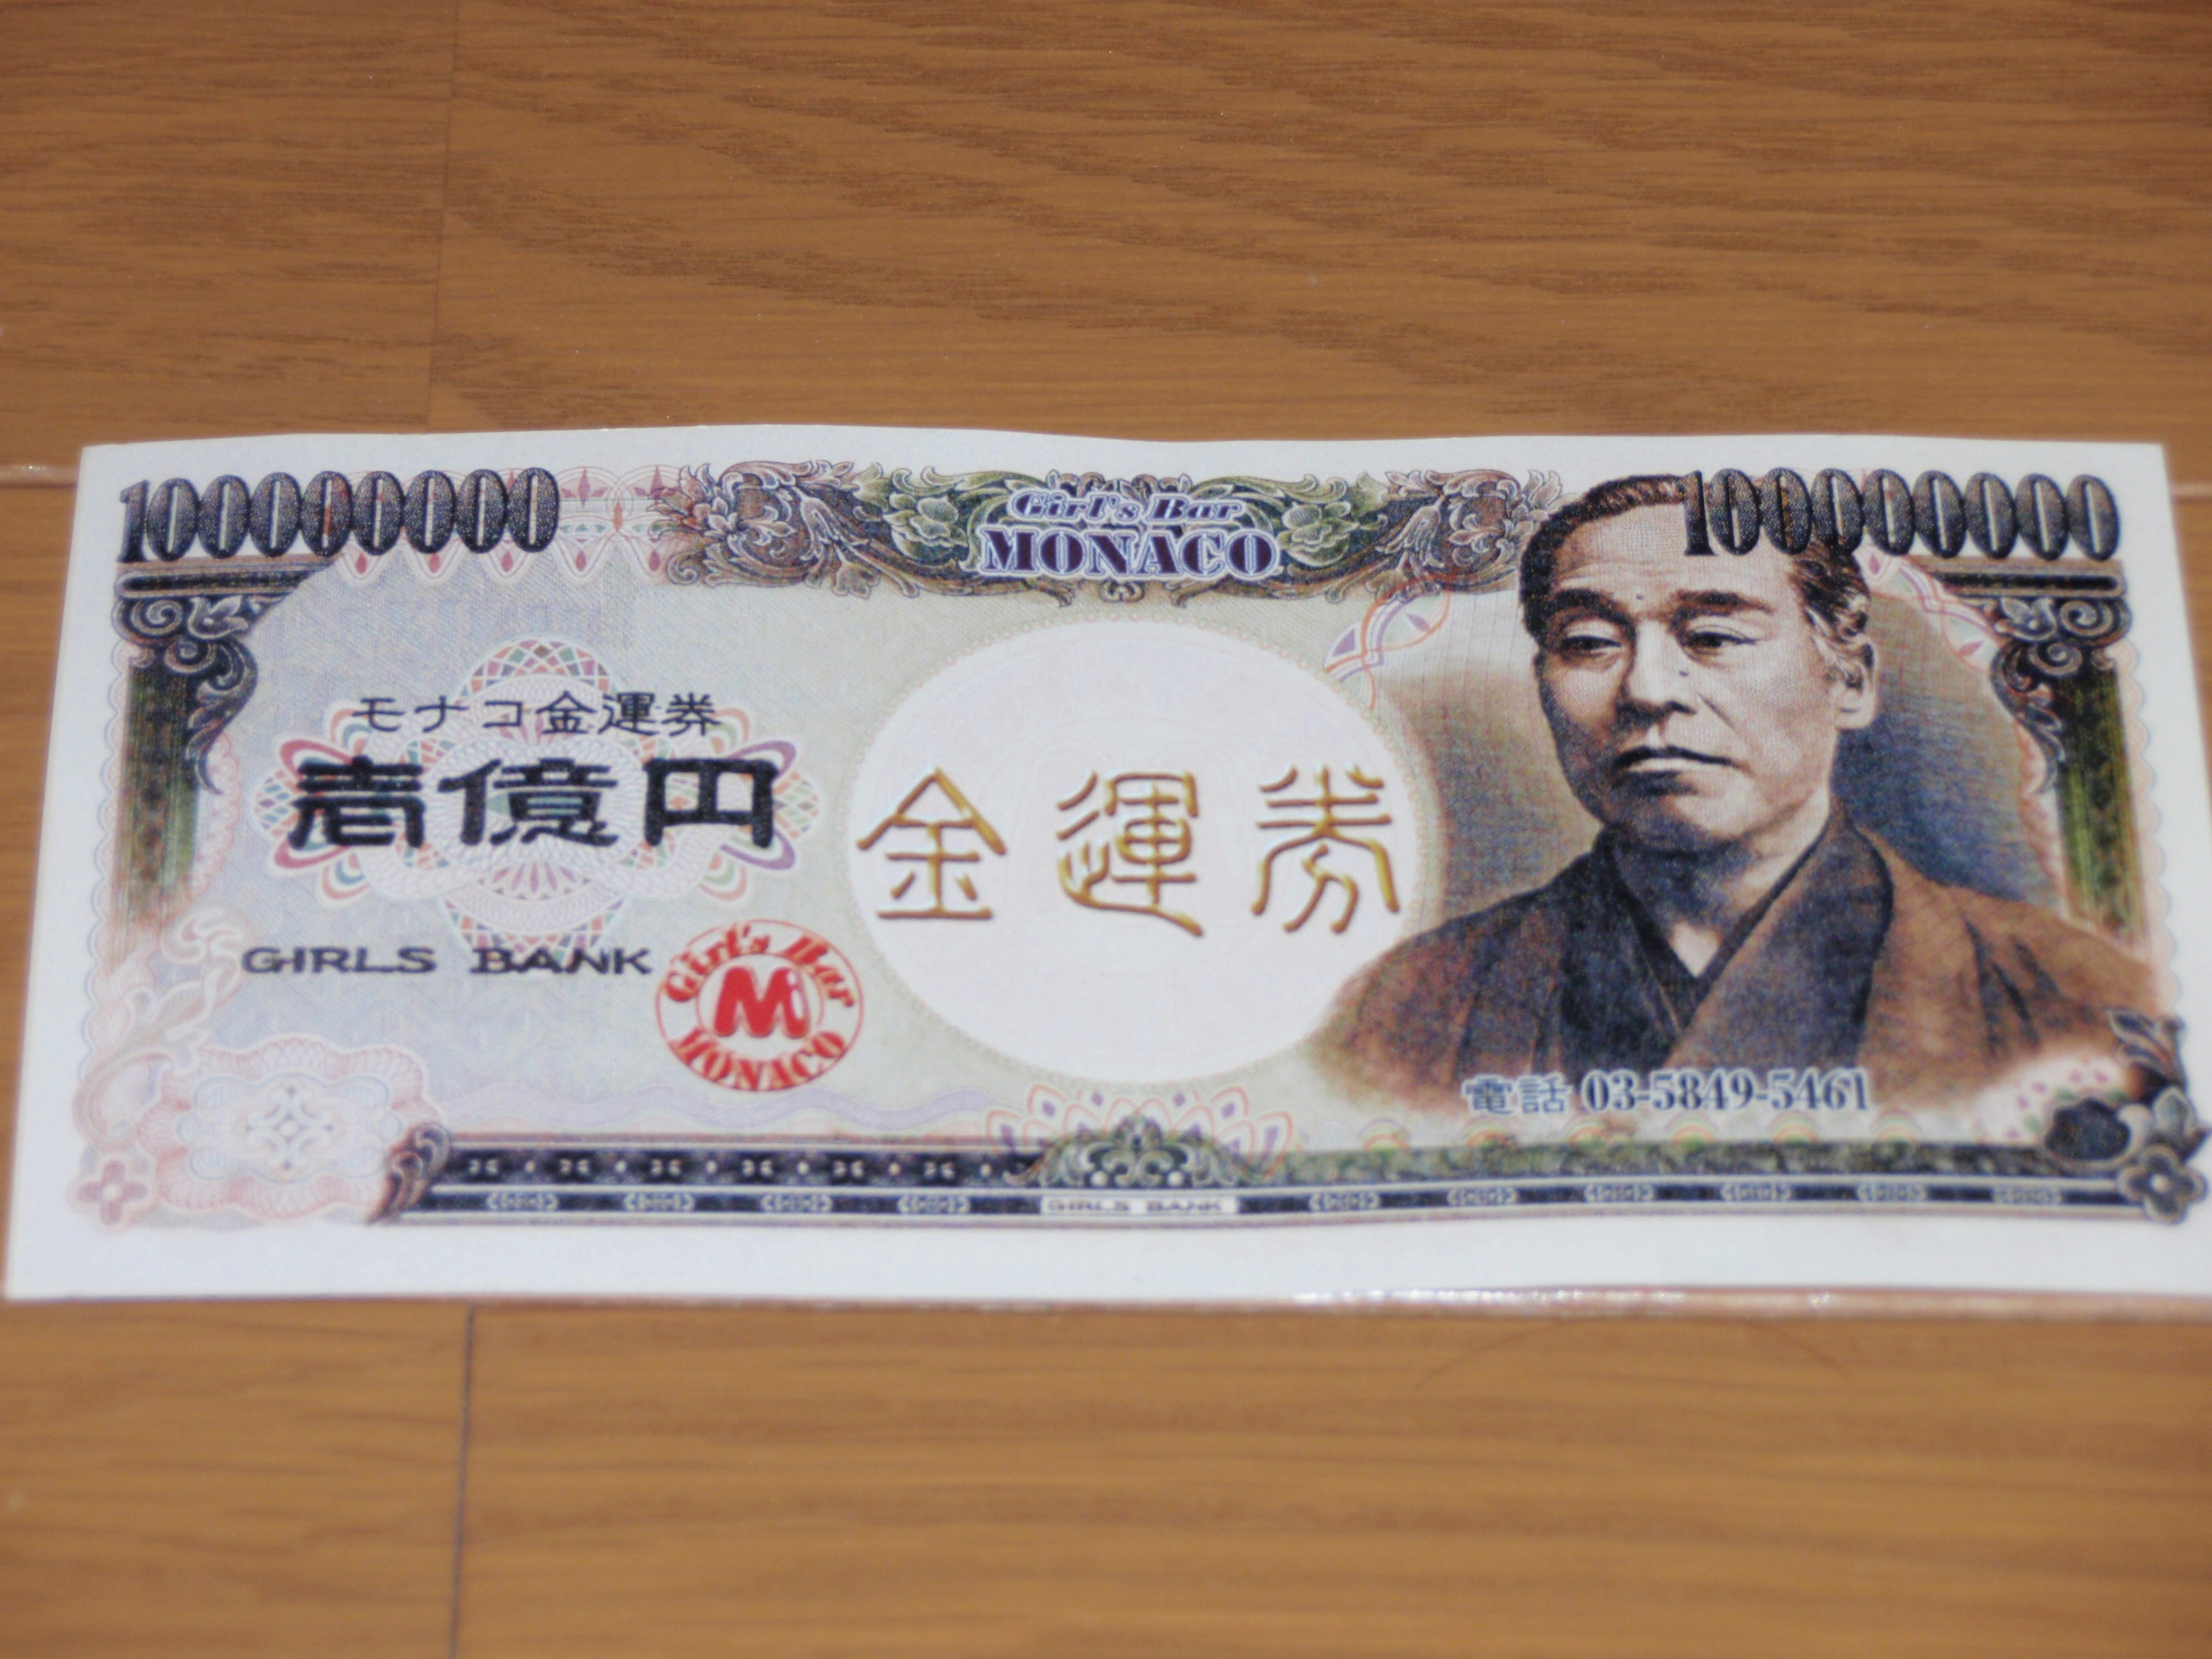 100000000
Girl's Bar
MONACO
100000000
モナコ金運券
壱億円
金運券
GIRLS BANK
Girl's Bar
M
MONACO
電話 03-5849-5461
GIRLS BANK